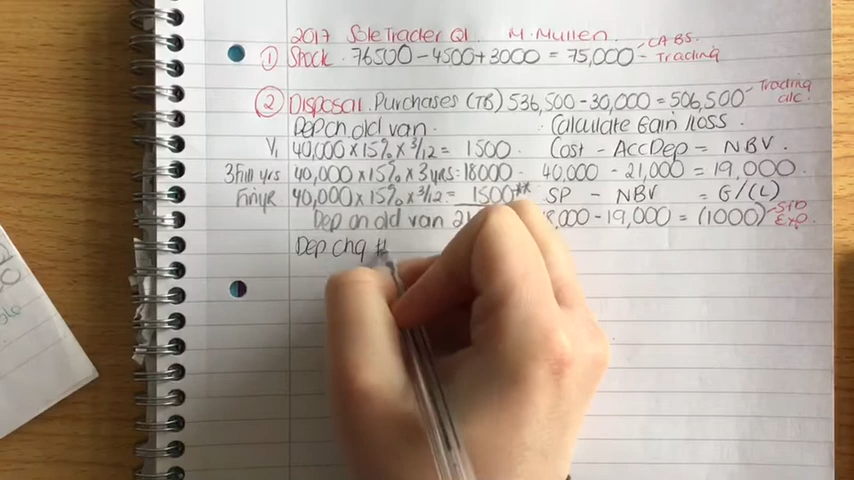 2017 Sole Trader Q1. M. Mullen.
① Stock. 76500 - 4500 + 3000 = 75,000 - CA BS. Trading
② Disposal. Purchases (TB) 536,500 - 30,000 = 506,500 Trading calc.
Dep on old van. Calculate Gain/loss.
Y1 40,000 x 15% x 3/12 = 1500 Cost - AccDep = NBV.
3 Full yrs 40,000 x 15% x 3 yrs = 18000 40,000 - 21,000 = 19,000.
Fin yr 40,000 x 15% x 3/12 = 1500** SP - NBV = G/(L)
Dep on old van 8,000 - 19,000 = (1000) S+D Exp.
Dep chg